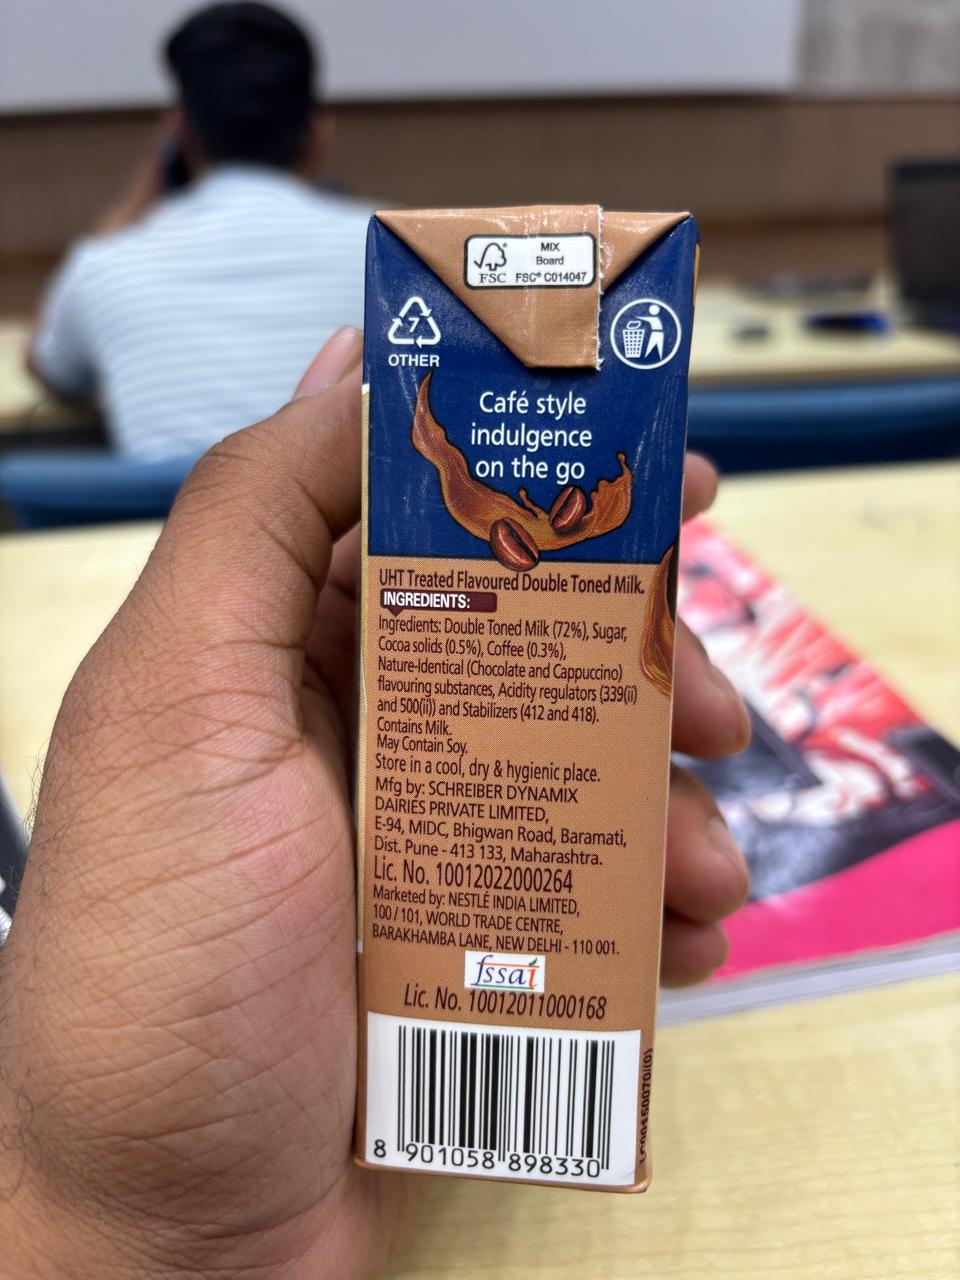 MIX
Board
FSC FSC® C014047
7
OTHER
Café style
indulgence
on the go
UHT Treated Flavoured Double Toned Milk.
INGREDIENTS:
Ingredients: Double Toned Milk (72%), Sugar,
Cocoa solids (0.5%), Coffee (0.3%),
Nature-Identical (Chocolate and Cappuccino)
flavouring substances, Acidity regulators (339(ii)
and 500(ii)) and Stabilizers (412 and 418).
Contains Milk.
May Contain Soy.
Store in a cool, dry & hygienic place.
Mfg by: SCHREIBER DYNAMIX
DAIRIES PRIVATE LIMITED,
E-94, MIDC, Bhigwan Road, Baramati,
Dist. Pune - 413 133, Maharashtra.
Lic. No. 10012022000264
Marketed by: NESTLÉ INDIA LIMITED,
100 / 101, WORLD TRADE CENTRE,
BARAKHAMBA LANE, NEW DELHI - 110 001.
fssai
Lic. No. 10012011000168
8 901058 898330